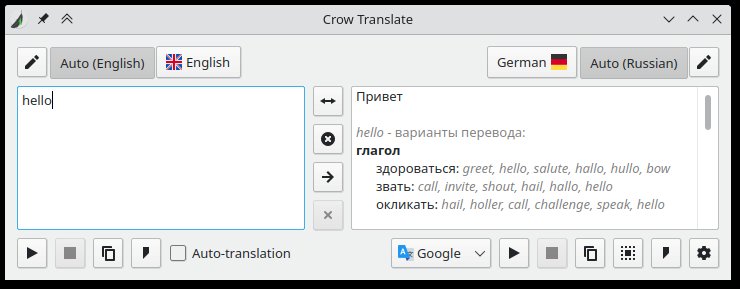 Crow Translate
Auto (English)
English
German
Auto (Russian)
hello
Привет
hello - варианты перевода:
глагол
здороваться: greet, hello, salute, hallo, hullo, bow
звать: call, invite, shout, hail, hallo, hello
окликать: hail, holler, call, challenge, speak, hello
Auto-translation
Google